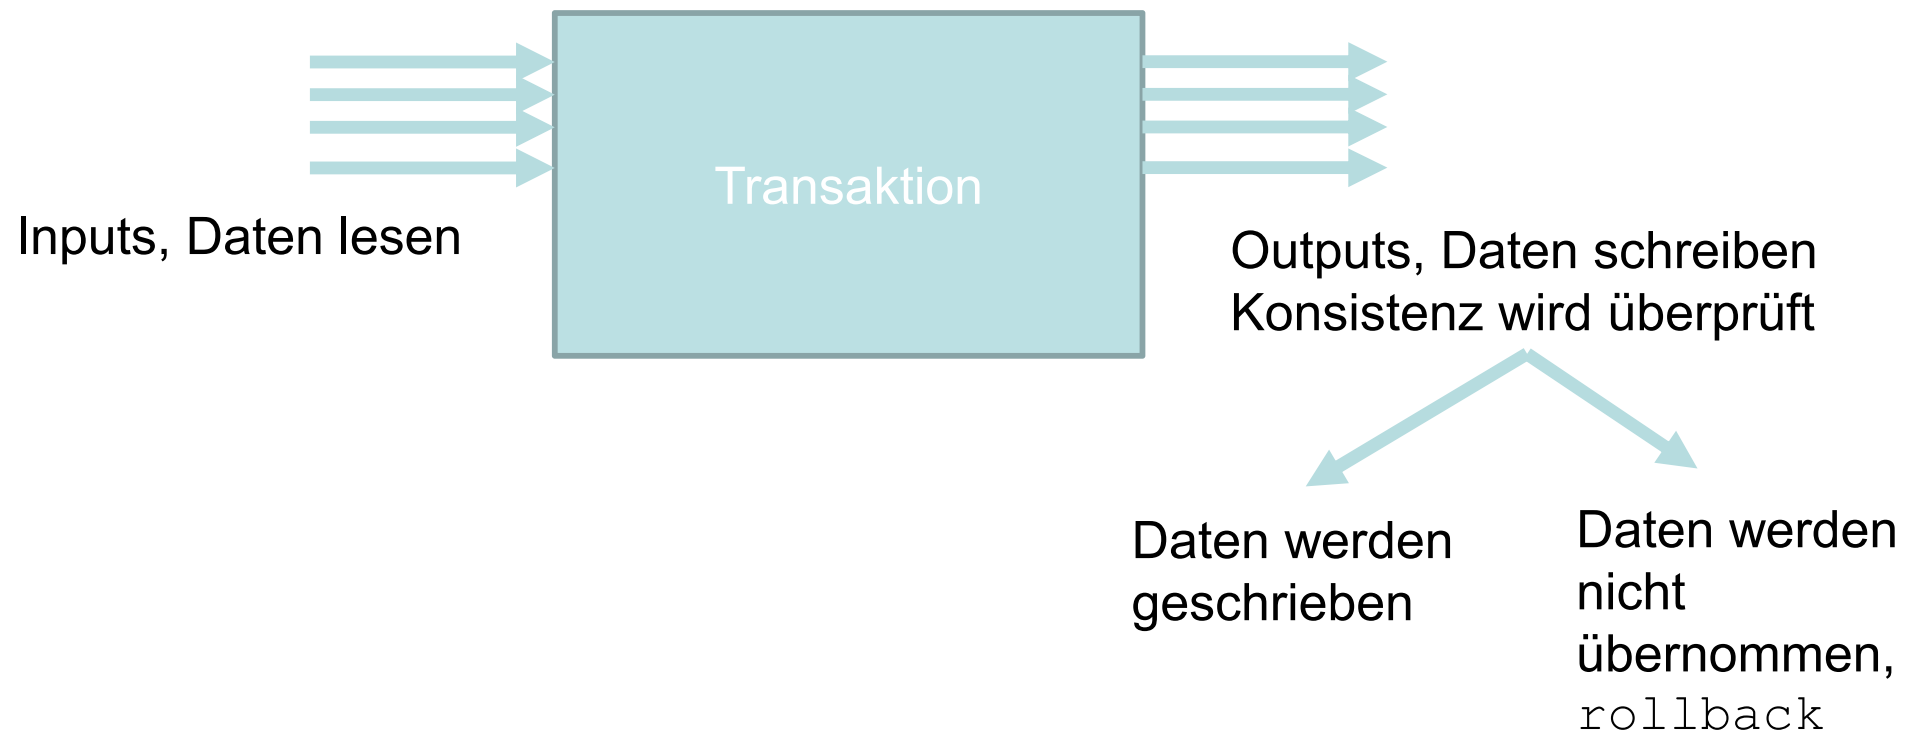 Transaktion
Inputs, Daten lesen
Outputs, Daten schreiben
Konsistenz wird überprüft
Daten werden
geschrieben
Daten werden
nicht
übernommen,
rollback